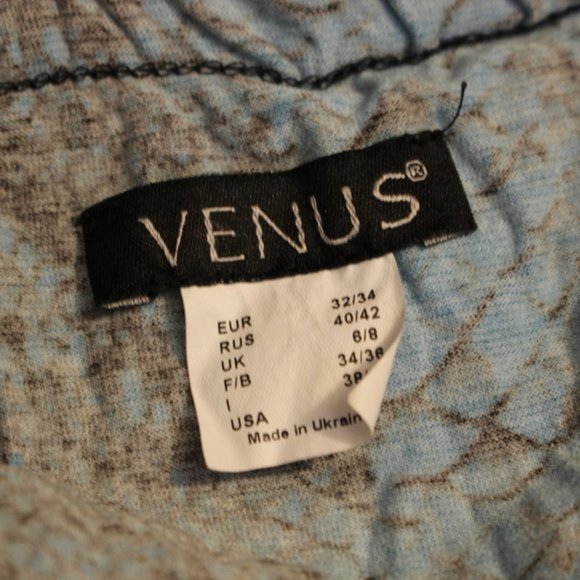 VENUS®
EUR 32/34
RUS 40/42
UK 6/8
F/B 34/36
I 38/
USA
Made in Ukrain